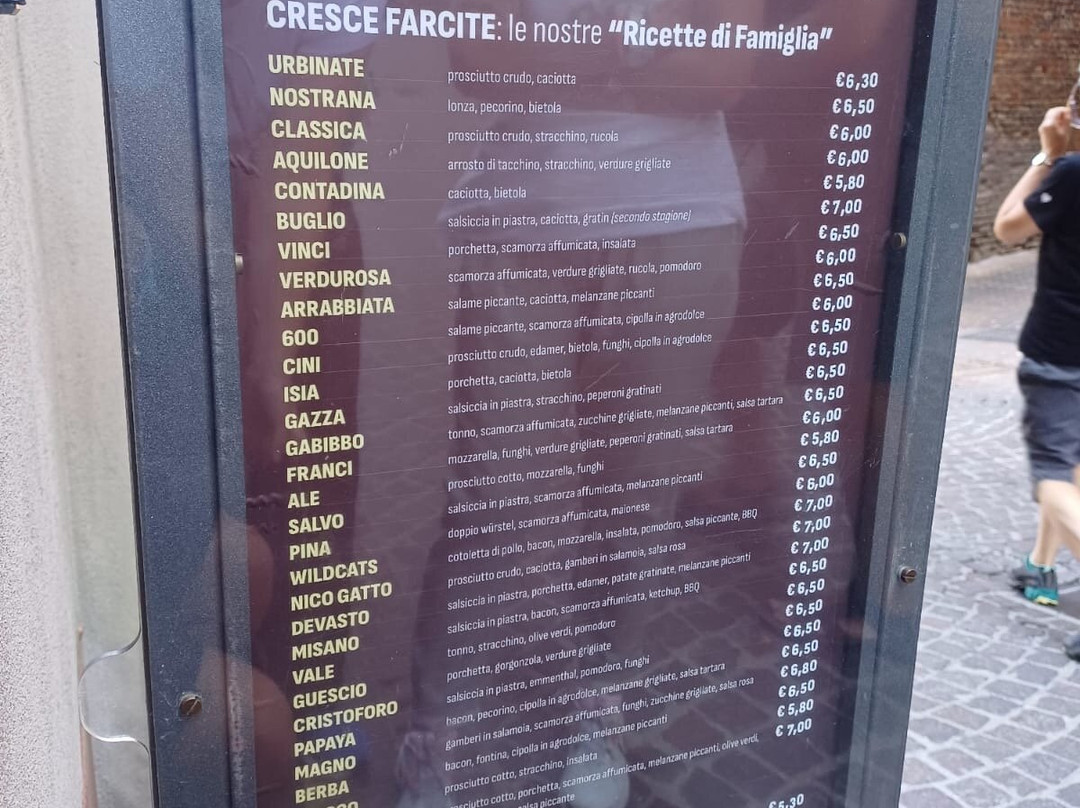 CRESCE FARCITE: le nostre "Ricette di Famiglia"
URBINATE prosciutto crudo, caciotta €6,30
NOSTRANA lonza, pecorino, bietola €6,50
CLASSICA prosciutto crudo, stracchino, rucola €6,00
AQUILONE arrosto di tacchino, stracchino, verdure grigliate €6,00
CONTADINA caciotta, bietola €5,80
BUGLIO salsiccia in piastra, caciotta, gratin (secondo stagione) €7,00
VINCI porchetta, scamorza affumicata, insalata €6,50
VERDUROSA scamorza affumicata, verdure grigliate, rucola, pomodoro €6,00
ARRABBIATA salame piccante, caciotta, melanzane piccanti €6,50
600 salame piccante, scamorza affumicata, cipolla in agrodolce €6,00
CINI prosciutto crudo, edamer, bietola, funghi, cipolla in agrodolce €6,50
ISIA porchetta, caciotta, bietola €6,50
GAZZA salsiccia in piastra, stracchino, peperoni gratinati €6,50
GABIBBO tonno, scamorza affumicata, zucchine grigliate, melanzane piccanti, salsa tartara €6,50
FRANCI mozzarella, funghi, verdure grigliate, peperoni gratinati, salsa tartara €6,00
ALE prosciutto cotto, mozzarella, funghi €5,80
SALVO salsiccia in piastra, scamorza affumicata, melanzane piccanti €6,50
PINA doppio würstel, scamorza affumicata, maionese €6,00
WILDCATS cotoletta di pollo, bacon, mozzarella, insalata, pomodoro, salsa piccante, BBQ €7,00
NICO GATTO prosciutto crudo, caciotta, gamberi in salamoia, salsa rosa €7,00
DEVASTO salsiccia in piastra, porchetta, edamer, patate gratinate, melanzane piccanti €7,00
MISANO salsiccia in piastra, bacon, scamorza affumicata, ketchup, BBQ €6,50
VALE tonno, stracchino, olive verdi, pomodoro €6,50
GUESCIO porchetta, gorgonzola, verdure grigliate €6,50
CRISTOFORO salsiccia in piastra, emmenthal, pomodoro, funghi €6,50
PAPAYA bacon, pecorino, cipolla in agrodolce, melanzane grigliate, salsa tartara €6,50
MAGNO gamberi in salamoia, scamorza affumicata, funghi, zucchine grigliate, salsa rosa €6,80
BERBA bacon, fontina, cipolla in agrodolce, melanzane piccanti €6,50
prosciutto cotto, stracchino, insalata €5,80
cotto, porchetta, scamorza affumicata, melanzane piccanti, olive verdi, €7,00
piccante
€5,30